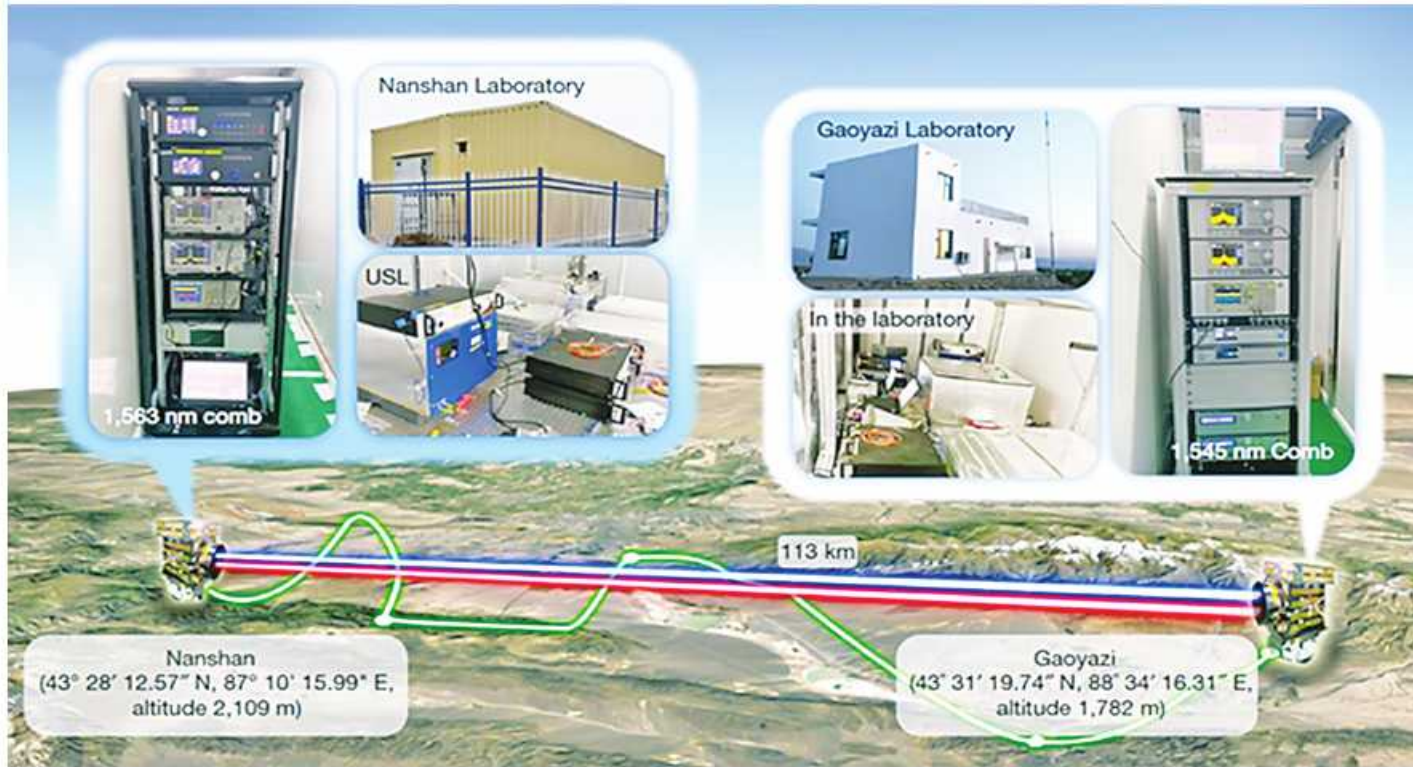 Nanshan Laboratory
USL
1,563 nm comb
Gaoyazi Laboratory
In the laboratory
1,545 nm Comb
113 km
Nanshan
(43° 28′ 12.57″ N, 87° 10′ 15.99″ E,
altitude 2,109 m)
Gaoyazi
(43° 31′ 19.74″ N, 88° 34′ 16.31″ E,
altitude 1,782 m)